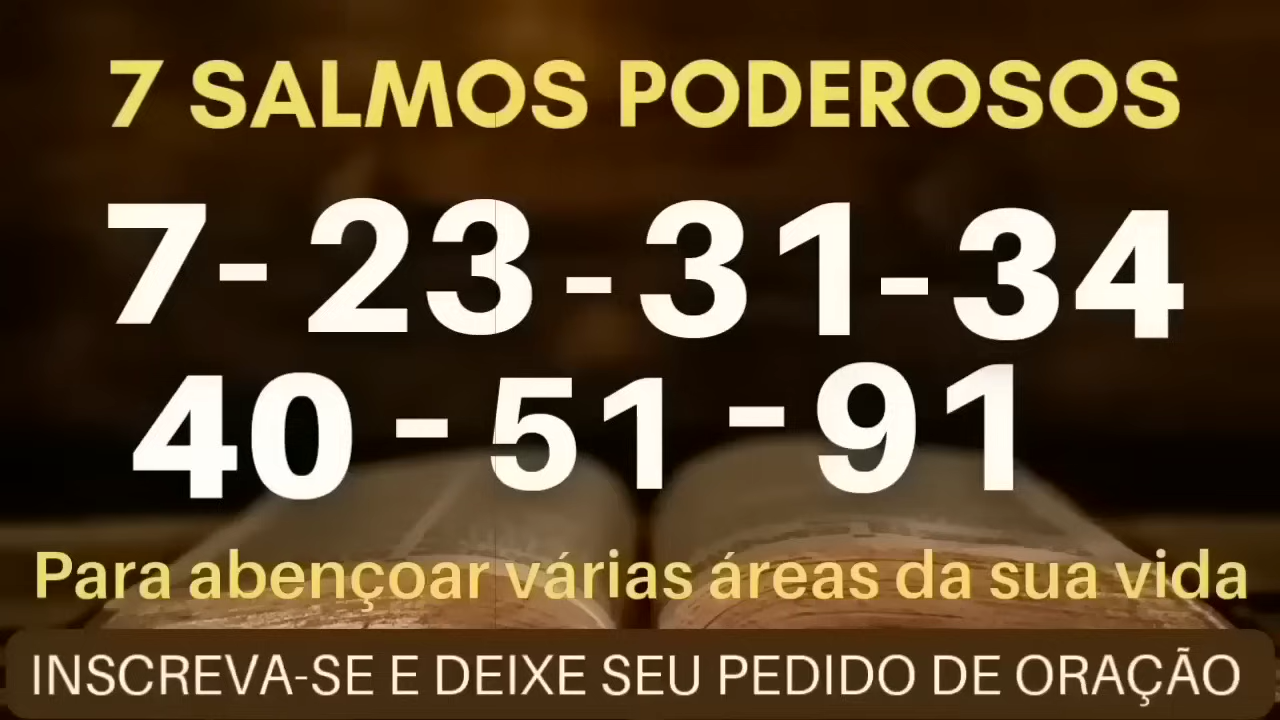 7 SALMOS PODEROSOS
7- 23 - 31 - 34
40 - 51 - 91
Para abençoar várias áreas da sua vida
INSCREVA-SE E DEIXE SEU PEDIDO DE ORAÇÃO